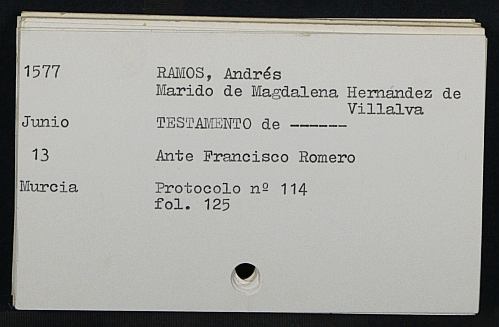 1577 RAMOS, Andrés
Marido de Magdalena Hernandez de
Villalva
Junio TESTAMENTO de ------
13 Ante Francisco Romero
Murcia Protocolo nº 114
fol. 125